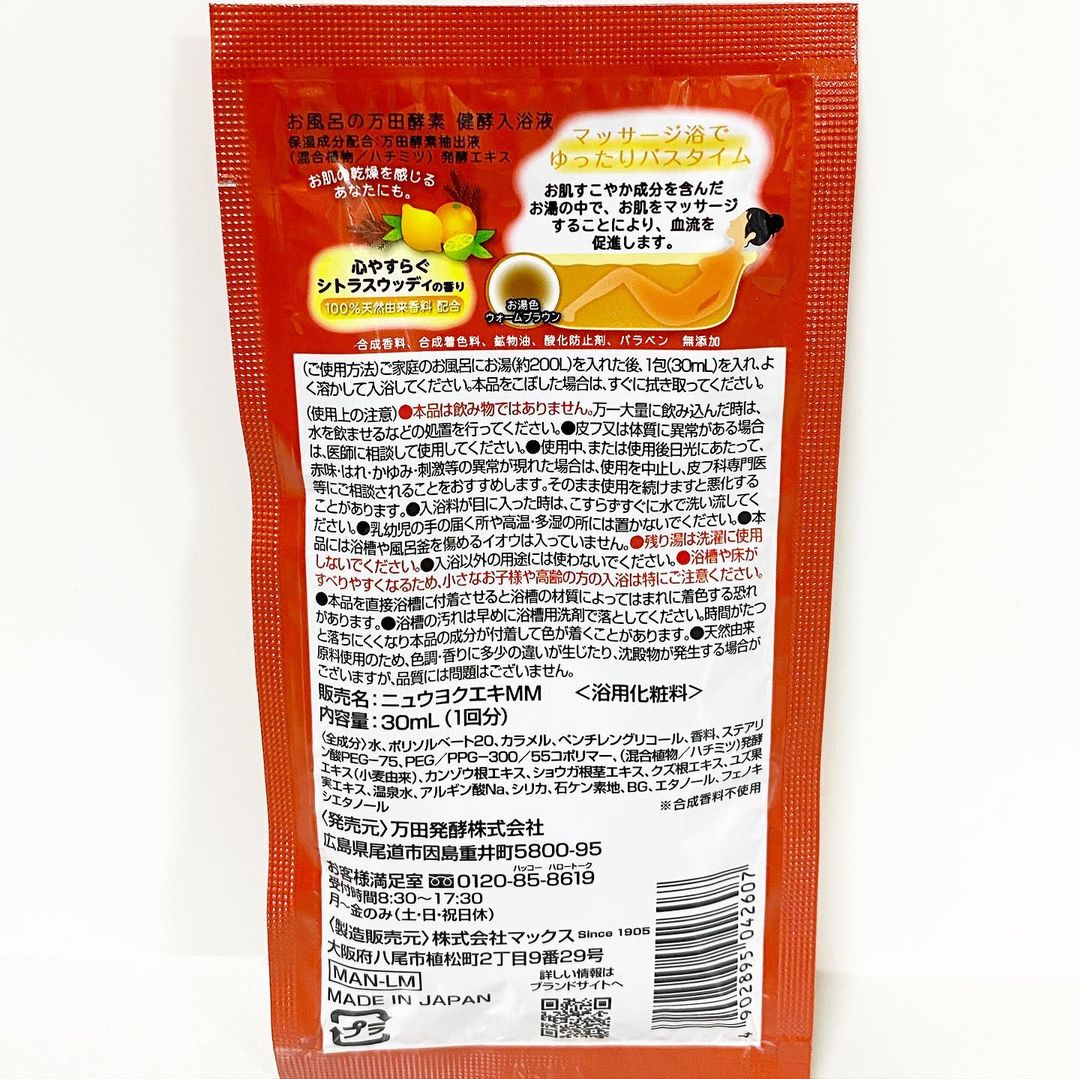 お風呂の万田酵素 健酵入浴液
保湿成分配合:万田酵素抽出液
(混合植物/ハチミツ)発酵エキス
お肌の乾燥を感じる
あなたにも。
心やすらぐ
シトラスウッディの香り
100%天然由来香料 配合
マッサージ浴で
ゆったりバスタイム
お肌すこやか成分を含んだ
お湯の中で、お肌をマッサージ
することにより、血流を
促進します。
お湯色
ウォームブラウン
合成香料、合成着色料、鉱物油、酸化防止剤、パラベン 無添加
(ご使用方法)ご家庭のお風呂にお湯(約200L)を入れた後、1包(30mL)を入れ、よ
く溶かして入浴してください。本品をこぼした場合は、すぐに拭き取ってください。
(使用上の注意)●本品は飲み物ではありません。万一大量に飲み込んだ時は、
水を飲ませるなどの処置を行ってください。●皮フ又は体質に異常がある場合
は、医師に相談して使用してください。●使用中、または使用後日光にあたって、
赤味・はれ・かゆみ・刺激等の異常が現れた場合は、使用を中止し、皮フ科専門医
等にご相談されることをおすすめします。そのまま使用を続けますと悪化する
ことがあります。●入浴料が目に入った時は、こすらずすぐに水で洗い流してく
ださい。●乳幼児の手の届く所や高温・多湿の所には置かないでください。●本
品には浴槽や風呂釜を傷めるイオウは入っていません。●残り湯は洗濯に使用
しないでください。●入浴以外の用途には使わないでください。●浴槽や床が
すべりやすくなるため、小さなお子様や高齢の方の入浴は特にご注意ください。
●本品を直接浴槽に付着させると浴槽の材質によってはまれに着色する恐れ
があります。●浴槽の汚れは早めに浴槽用洗剤で落としてください。時間がたつ
と落ちにくくなり本品の成分が付着して色が着くことがあります。●天然由来
原料使用のため、色調・香りに多少の違いが生じたり、沈殿物が発生する場合が
ございますが、品質には問題はございません。
販売名:ニュウヨクエキMM <浴用化粧料>
内容量:30mL(1回分)
〈全成分〉水、ポリソルベート20、カラメル、ペンチレングリコール、香料、ステアリ
ン酸PEG-75、PEG/PPG-300/55コポリマー、(混合植物/ハチミツ)発酵
エキス(小麦由来)、カンゾウ根エキス、ショウガ根茎エキス、クズ根エキス、ユズ果
実エキス、温泉水、アルギン酸Na、シリカ、石ケン素地、BG、エタノール、フェノキ
シエタノール
※合成香料不使用
〈発売元〉万田発酵株式会社
広島県尾道市因島重井町5800-95
ハッコー ハロートーク
お客様満足室 0120-85-8619
受付時間8:30〜17:30
月〜金のみ(土・日・祝日休)
〈製造販売元〉株式会社マックス Since 1905
大阪府八尾市植松町2丁目9番29号
MAN-LM
MADE IN JAPAN
プラ
詳しい情報は
ブランドサイトへ
4902895042607